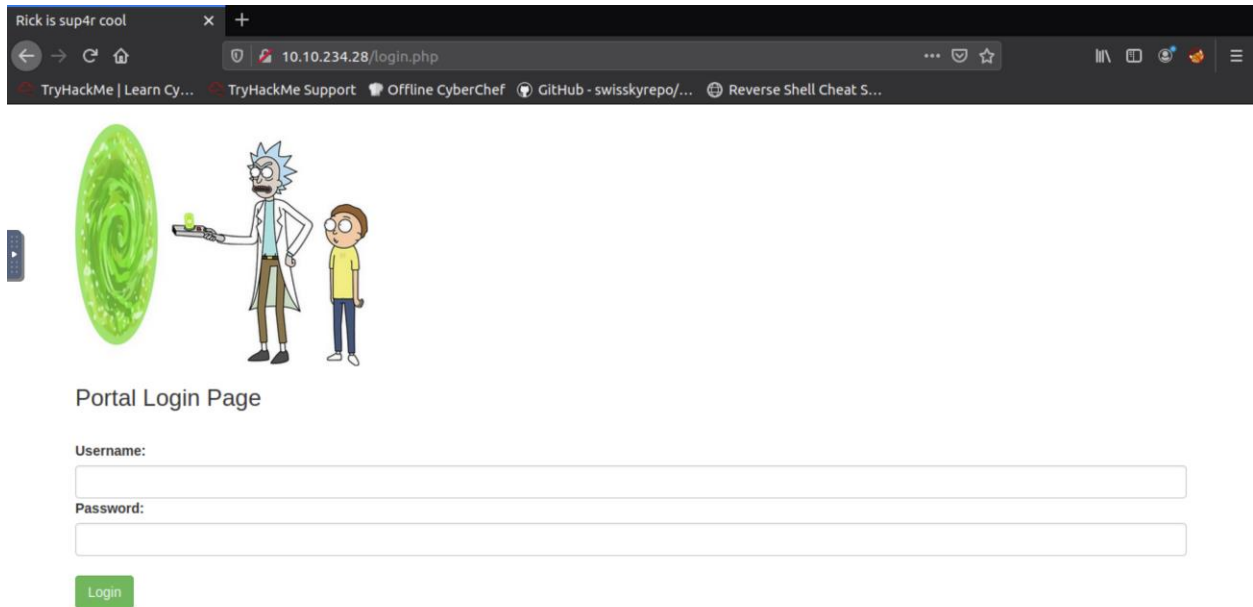 Rick is sup4r cool
10.10.234.28/login.php
TryHackMe | Learn Cy... TryHackMe Support Offline CyberChef GitHub - swisskyrepo/... Reverse Shell Cheat S...
Portal Login Page
Username:
Password:
Login